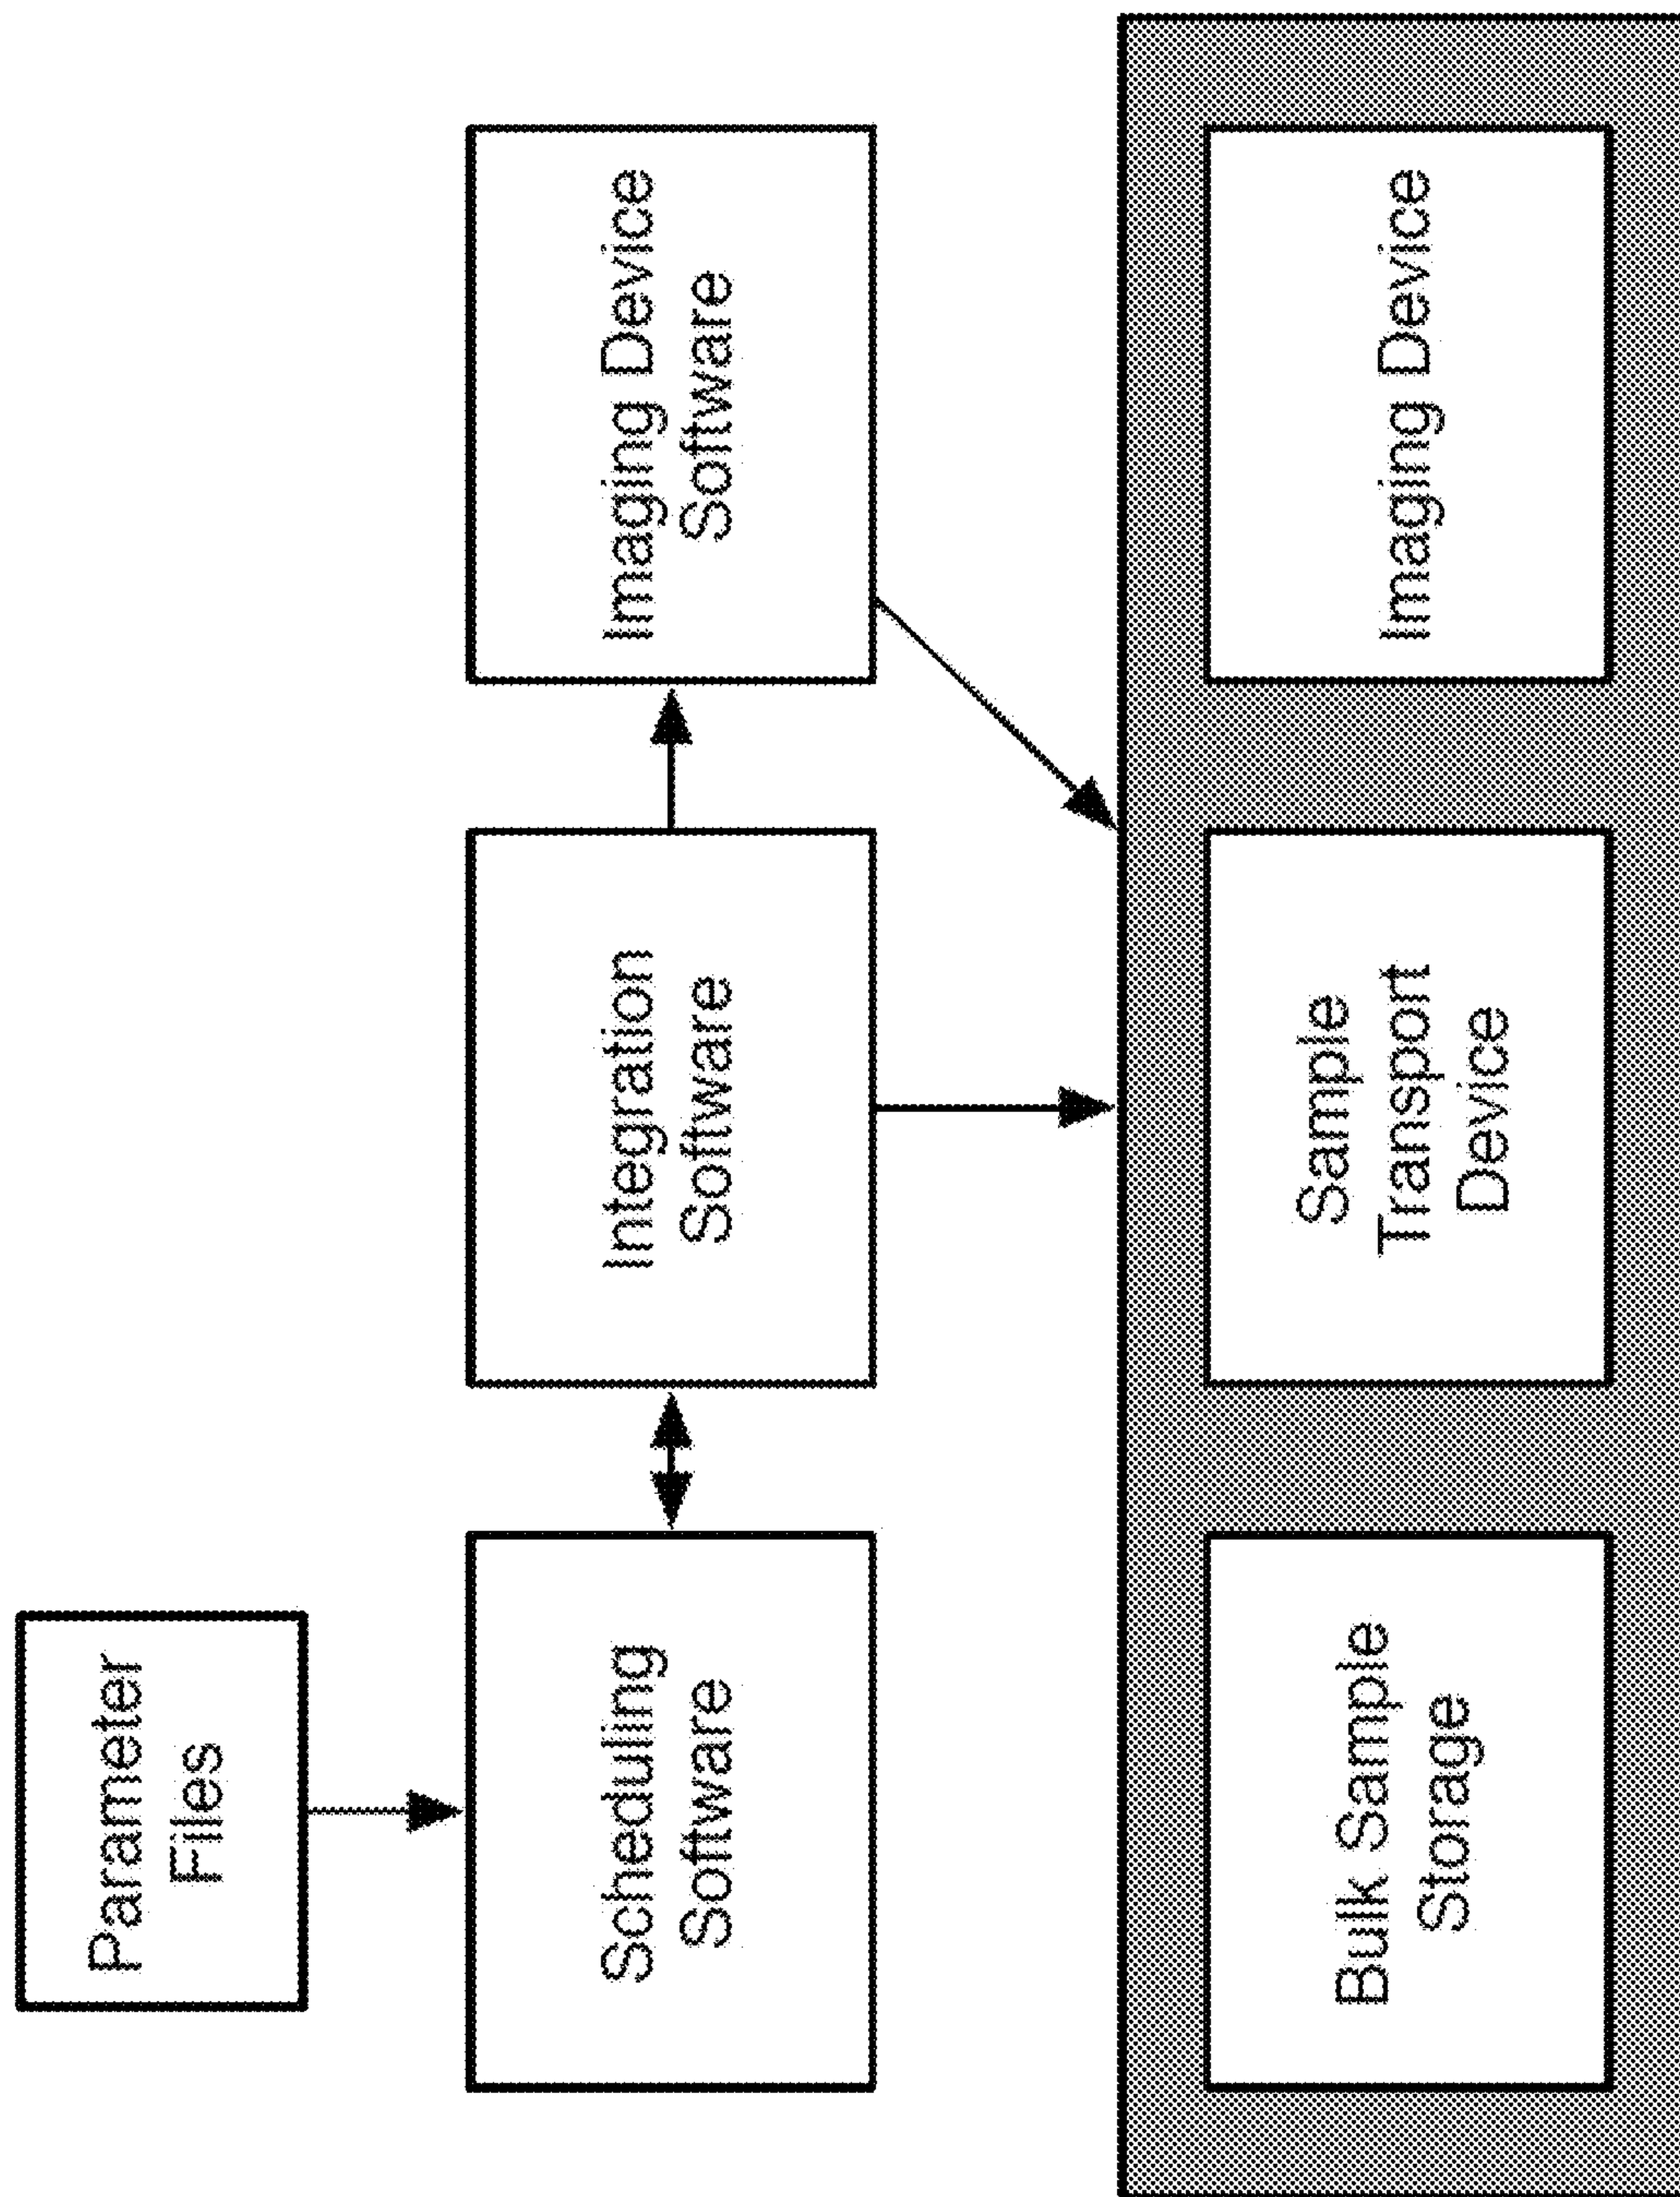 Parameter
Files
Scheduling
Software
Integration
Software
Imaging Device
Software
Bulk Sample
Storage
Sample
Transport
Device
Imaging Device